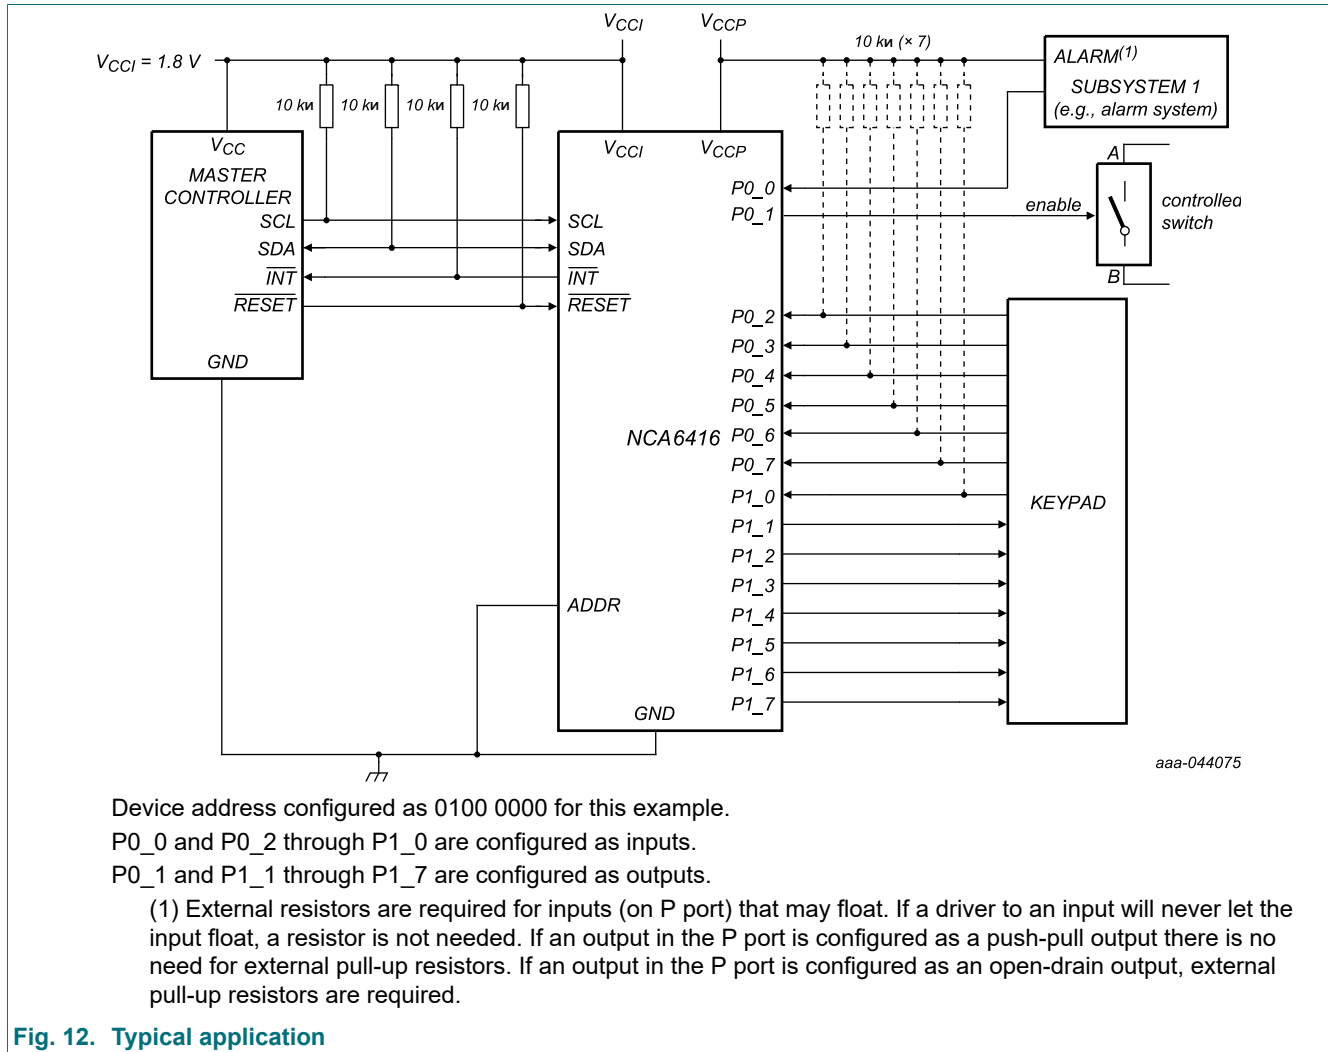 VCCI VCCP
VCCI = 1.8 V
10 kи 10 kи 10 kи 10 kи
10 kи (× 7)
ALARM(1)
SUBSYSTEM 1
(e.g., alarm system)
VCC
MASTER
CONTROLLER
SCL
SDA
INT
RESET
GND
VCCI VCCP
SCL
SDA
INT
RESET
ADDR
GND
NCA6416
P0_0
P0_1
P0_2
P0_3
P0_4
P0_5
P0_6
P0_7
P1_0
P1_1
P1_2
P1_3
P1_4
P1_5
P1_6
P1_7
enable
A
B
controlled
switch
KEYPAD
aaa-044075
Device address configured as 0100 0000 for this example.
P0_0 and P0_2 through P1_0 are configured as inputs.
P0_1 and P1_1 through P1_7 are configured as outputs.
(1) External resistors are required for inputs (on P port) that may float. If a driver to an input will never let the
input float, a resistor is not needed. If an output in the P port is configured as a push-pull output there is no
need for external pull-up resistors. If an output in the P port is configured as an open-drain output, external
pull-up resistors are required.
Fig. 12. Typical application